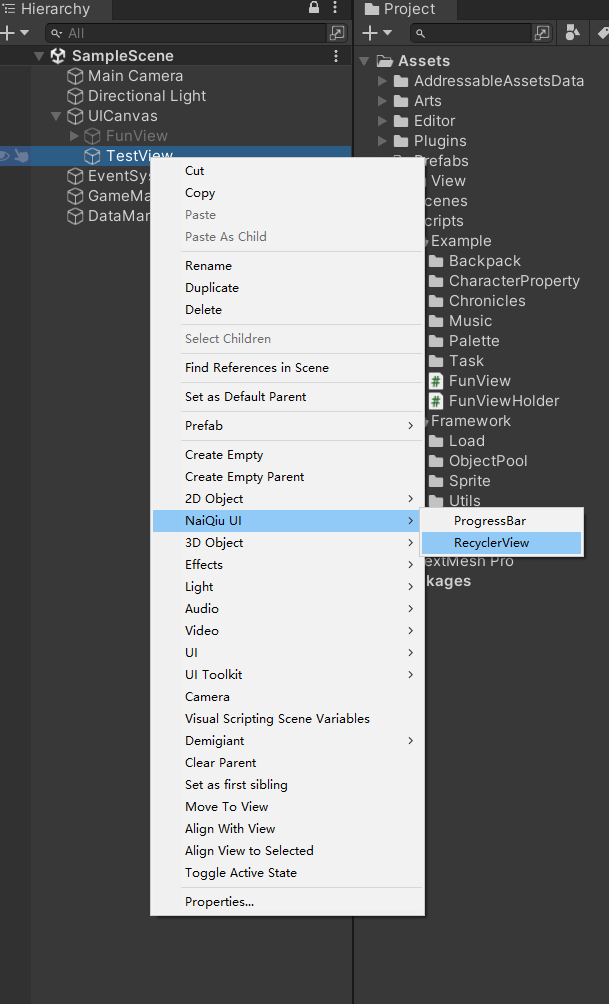 Hierarchy
All
SampleScene
Main Camera
Directional Light
UICanvas
FunView
TestView
EventSys
GameMa
DataMan
Cut
Copy
Paste
Paste As Child
Rename
Duplicate
Delete
Select Children
Find References in Scene
Set as Default Parent
Prefab
Create Empty
Create Empty Parent
2D Object
NaiQiu UI
3D Object
Effects
Light
Audio
Video
UI
UI Toolkit
Camera
Visual Scripting Scene Variables
Demigiant
Clear Parent
Set as first sibling
Move To View
Align With View
Align View to Selected
Toggle Active State
Properties...
ProgressBar
RecyclerView
Project
Assets
AddressableAssetsData
Arts
Editor
Plugins
Prefabs
View
cenes
cripts
Example
Backpack
CharacterProperty
Chronicles
Music
Palette
Task
FunView
FunViewHolder
Framework
Load
ObjectPool
Sprite
Utils
extMesh Pro
ckages